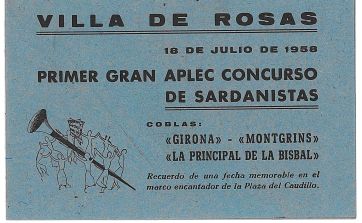 VILLA DE ROSAS
18 DE JULIO de 1958
PRIMER GRAN APLEC CONCURSO
DE SARDANISTAS
COBLAS:
«GIRONA» - «MONTGRINS»
«LA PRINCIPAL DE LA BISBAL»
Recuerdo de una fecha memorable en el
marco encantador de la Plaza del Caudillo.